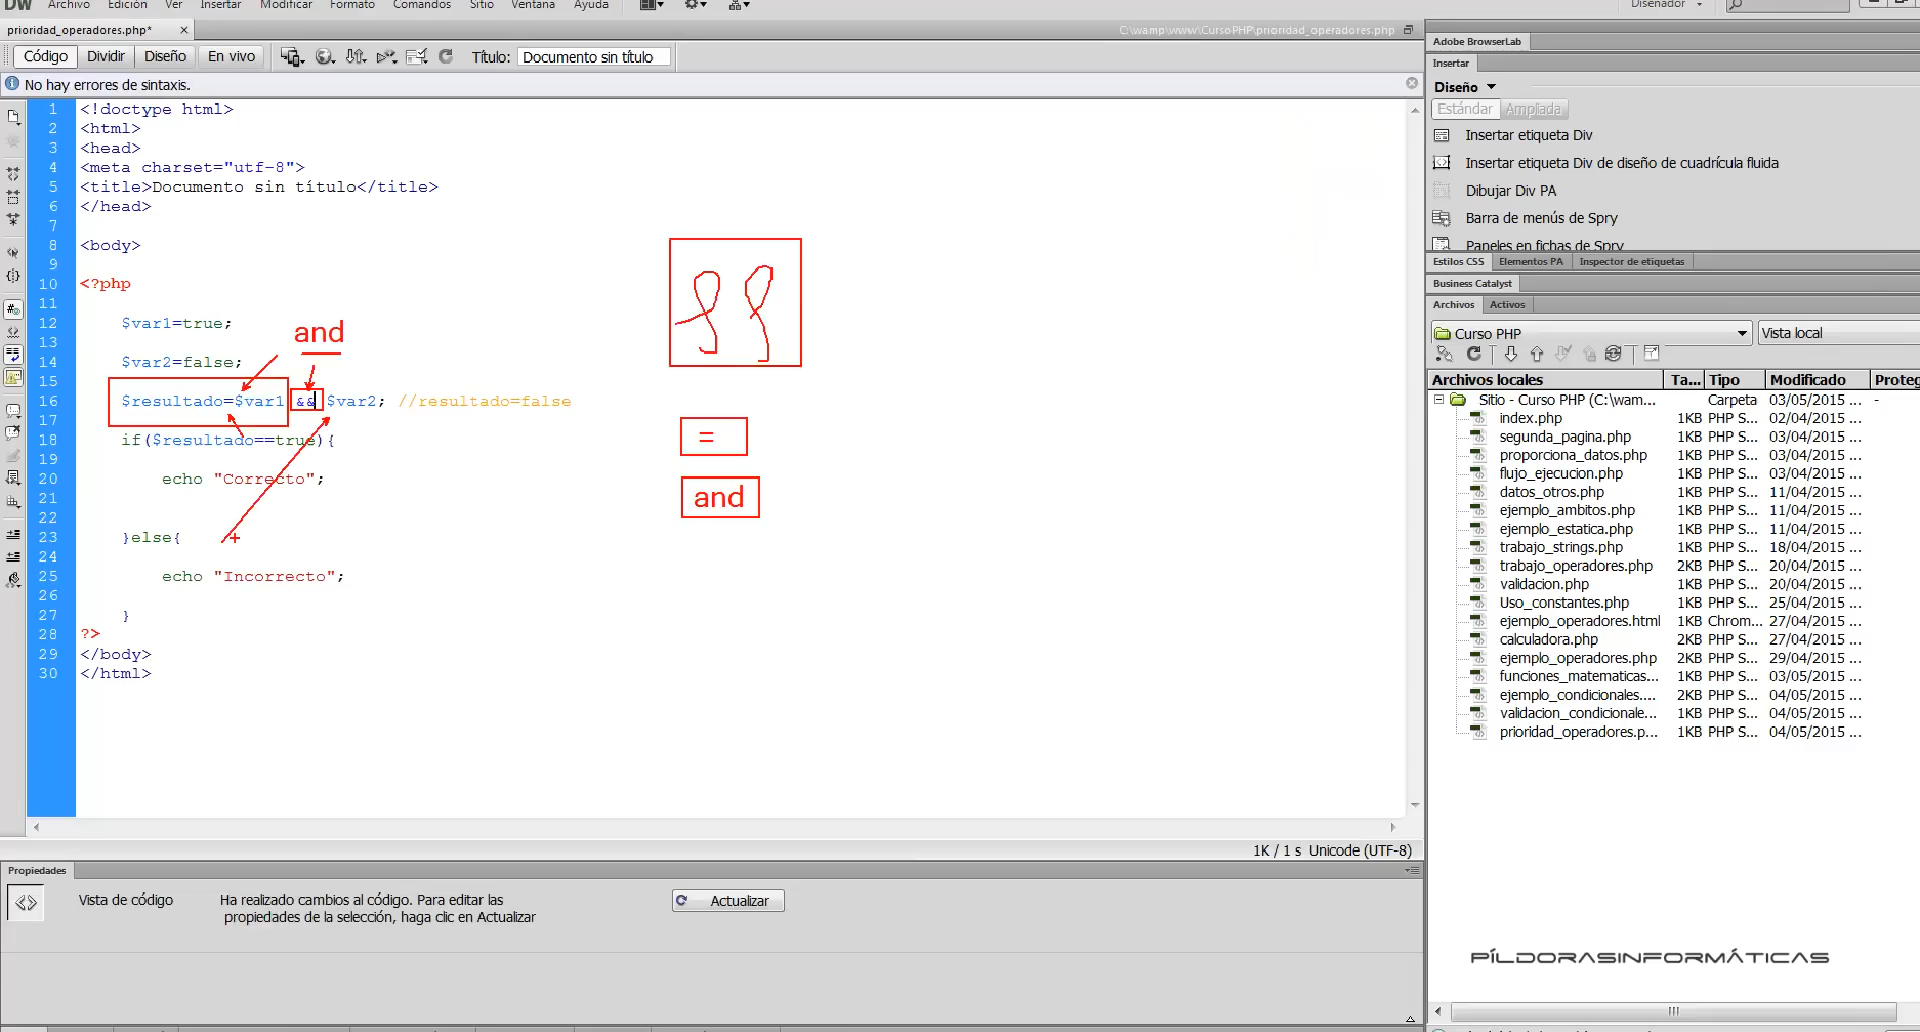 DW Archivo Edición Ver Insertar Modificar Formato Comandos Sitio Ventana Ayuda Diseñador
prioridad_operadores.php* × C:\wamp\www\CursoPHP\prioridad_operadores.php
Código Dividir Diseño En vivo Título: Documento sin título
No hay errores de sintaxis.
1 <!doctype html>
2 <html>
3 <head>
4 <meta charset="utf-8">
5 <title>Documento sin título</title>
6 </head>
7
8 <body>
9
10 <?php
11
12 $var1=true;
13
and
14 $var2=false;
15
16 $resultado=$var1 && $var2; //resultado=false
17
18 if($resultado==true){
19
20 echo "Correcto";
21
22
23 }else{
24
25 echo "Incorrecto";
26
27 }
28 ?>
29 </body>
30 </html>
&&
=
and
1K / 1 s Unicode (UTF-8)
Propiedades
Vista de código
Ha realizado cambios al código. Para editar las
propiedades de la selección, haga clic en Actualizar
Actualizar
Adobe BrowserLab
Insertar
Diseño
Estándar Ampliada
Insertar etiqueta Div
Insertar etiqueta Div de diseño de cuadrícula fluida
Dibujar Div PA
Barra de menús de Spry
Paneles en fichas de Spry
Estilos CSS Elementos PA Inspector de etiquetas
Business Catalyst
Archivos Activos
Curso PHP Vista local
Archivos locales Ta... Tipo Modificado Proteg
Sitio - Curso PHP (C:\wam... Carpeta 03/05/2015 ... -
index.php 1KB PHP S... 02/04/2015 ...
segunda_pagina.php 1KB PHP S... 03/04/2015 ...
proporciona_datos.php 1KB PHP S... 03/04/2015 ...
flujo_ejecucion.php 1KB PHP S... 03/04/2015 ...
datos_otros.php 1KB PHP S... 11/04/2015 ...
ejemplo_ambitos.php 1KB PHP S... 11/04/2015 ...
ejemplo_estatica.php 1KB PHP S... 11/04/2015 ...
trabajo_strings.php 1KB PHP S... 18/04/2015 ...
trabajo_operadores.php 2KB PHP S... 20/04/2015 ...
validacion.php 1KB PHP S... 20/04/2015 ...
Uso_constantes.php 1KB PHP S... 25/04/2015 ...
ejemplo_operadores.html 1KB Chrom... 27/04/2015 ...
calculadora.php 2KB PHP S... 27/04/2015 ...
ejemplo_operadores.php 2KB PHP S... 29/04/2015 ...
funciones_matematicas... 1KB PHP S... 03/05/2015 ...
ejemplo_condicionales.... 2KB PHP S... 04/05/2015 ...
validacion_condicionale... 1KB PHP S... 04/05/2015 ...
prioridad_operadores.p... 1KB PHP S... 04/05/2015 ...
PÍLDORASINFORMÁTICAS